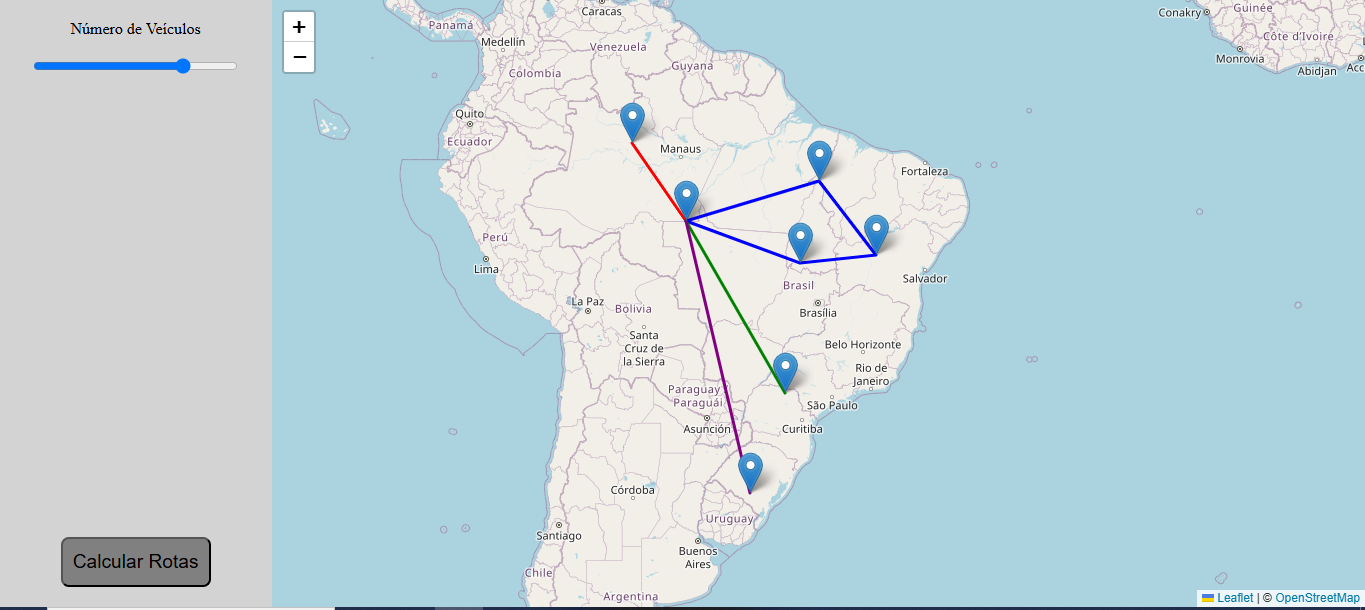 Número de Veículos
Calcular Rotas
+
−
Caracas
Panamá
Medellín
Venezuela
Guyana
Colombia
Quito
Ecuador
Manaus
Fortaleza
Perú
Lima
Salvador
Brasil
La Paz
Bolivia
Brasília
Santa
Cruz de
la Sierra
Belo Horizonte
Rio de
Janeiro
Paraguay
Paraguái
São Paulo
Asunción
Curitiba
Córdoba
Uruguay
Santiago
Buenos
Aires
Chile
Argentina
Conakry
Guinée
Côte d'Ivoire
Monrovia
Abidjan
Acc
Leaflet | © OpenStreetMap